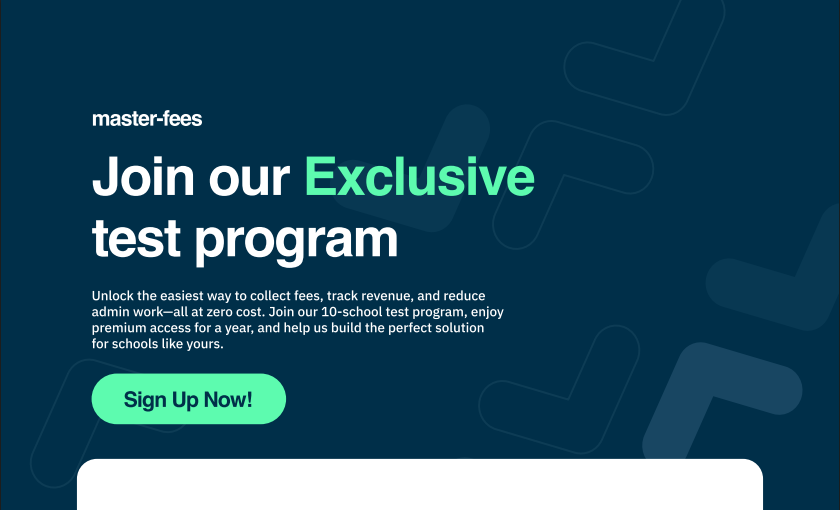 master-fees
Join our Exclusive
test program
Unlock the easiest way to collect fees, track revenue, and reduce
admin work—all at zero cost. Join our 10-school test program, enjoy
premium access for a year, and help us build the perfect solution
for schools like yours.
Sign Up Now!